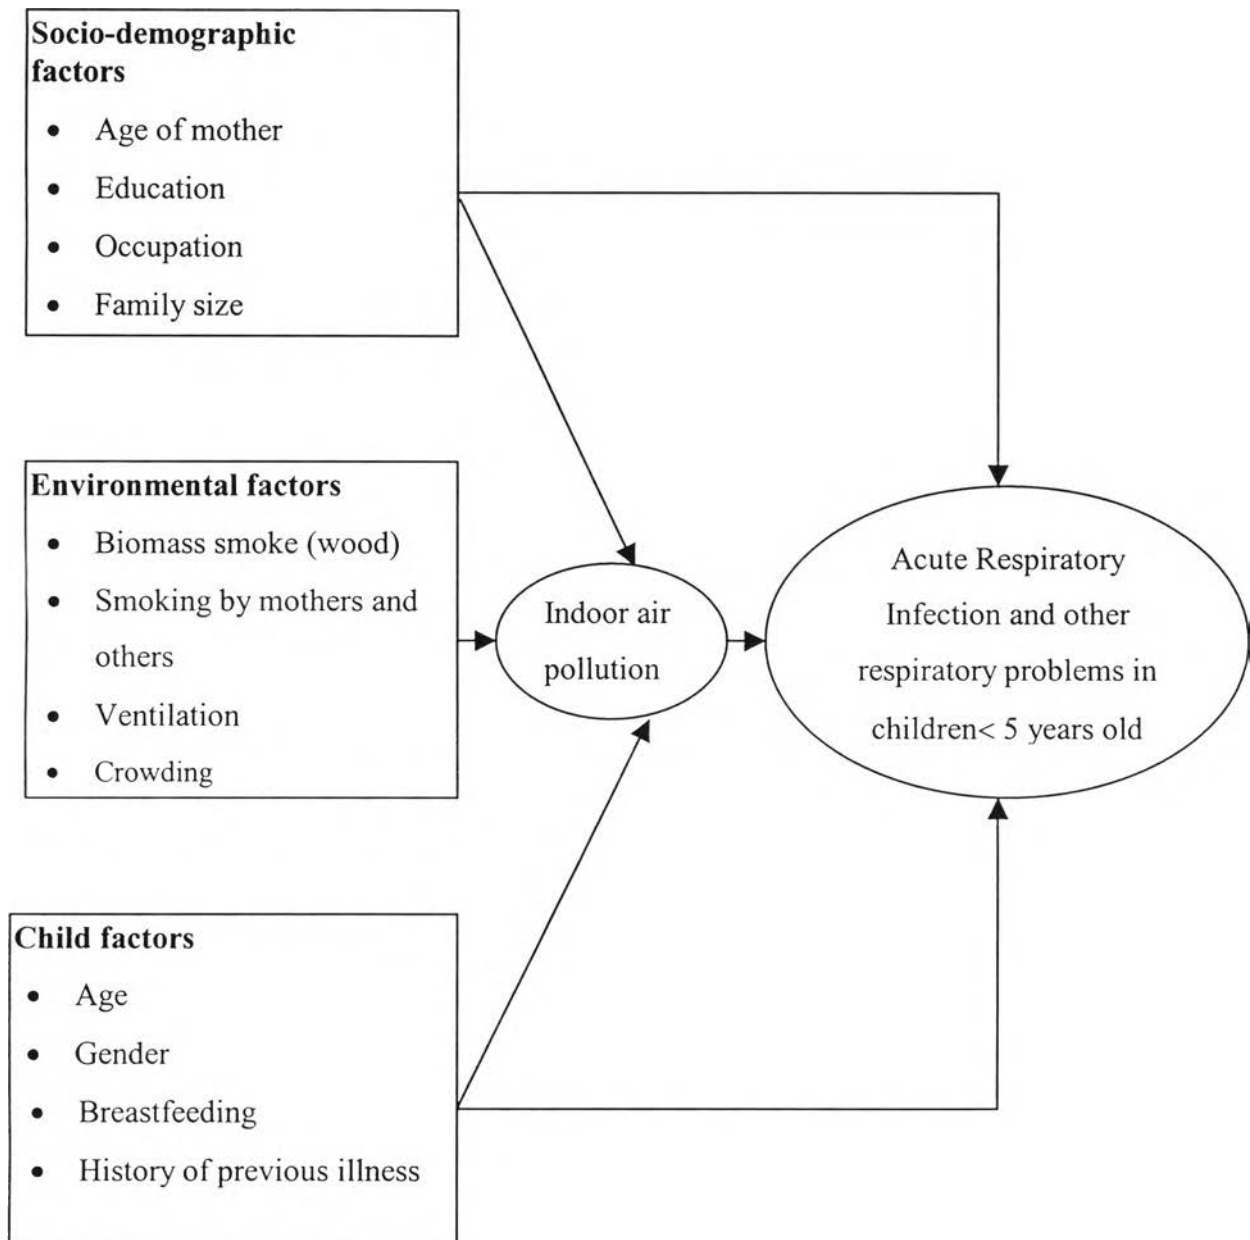 Socio-demographic
factors
• Age of mother
• Education
• Occupation
• Family size
Environmental factors
• Biomass smoke (wood)
• Smoking by mothers and
others
• Ventilation
• Crowding
Child factors
• Age
• Gender
• Breastfeeding
• History of previous illness
Indoor air
pollution
Acute Respiratory
Infection and other
respiratory problems in
children< 5 years old